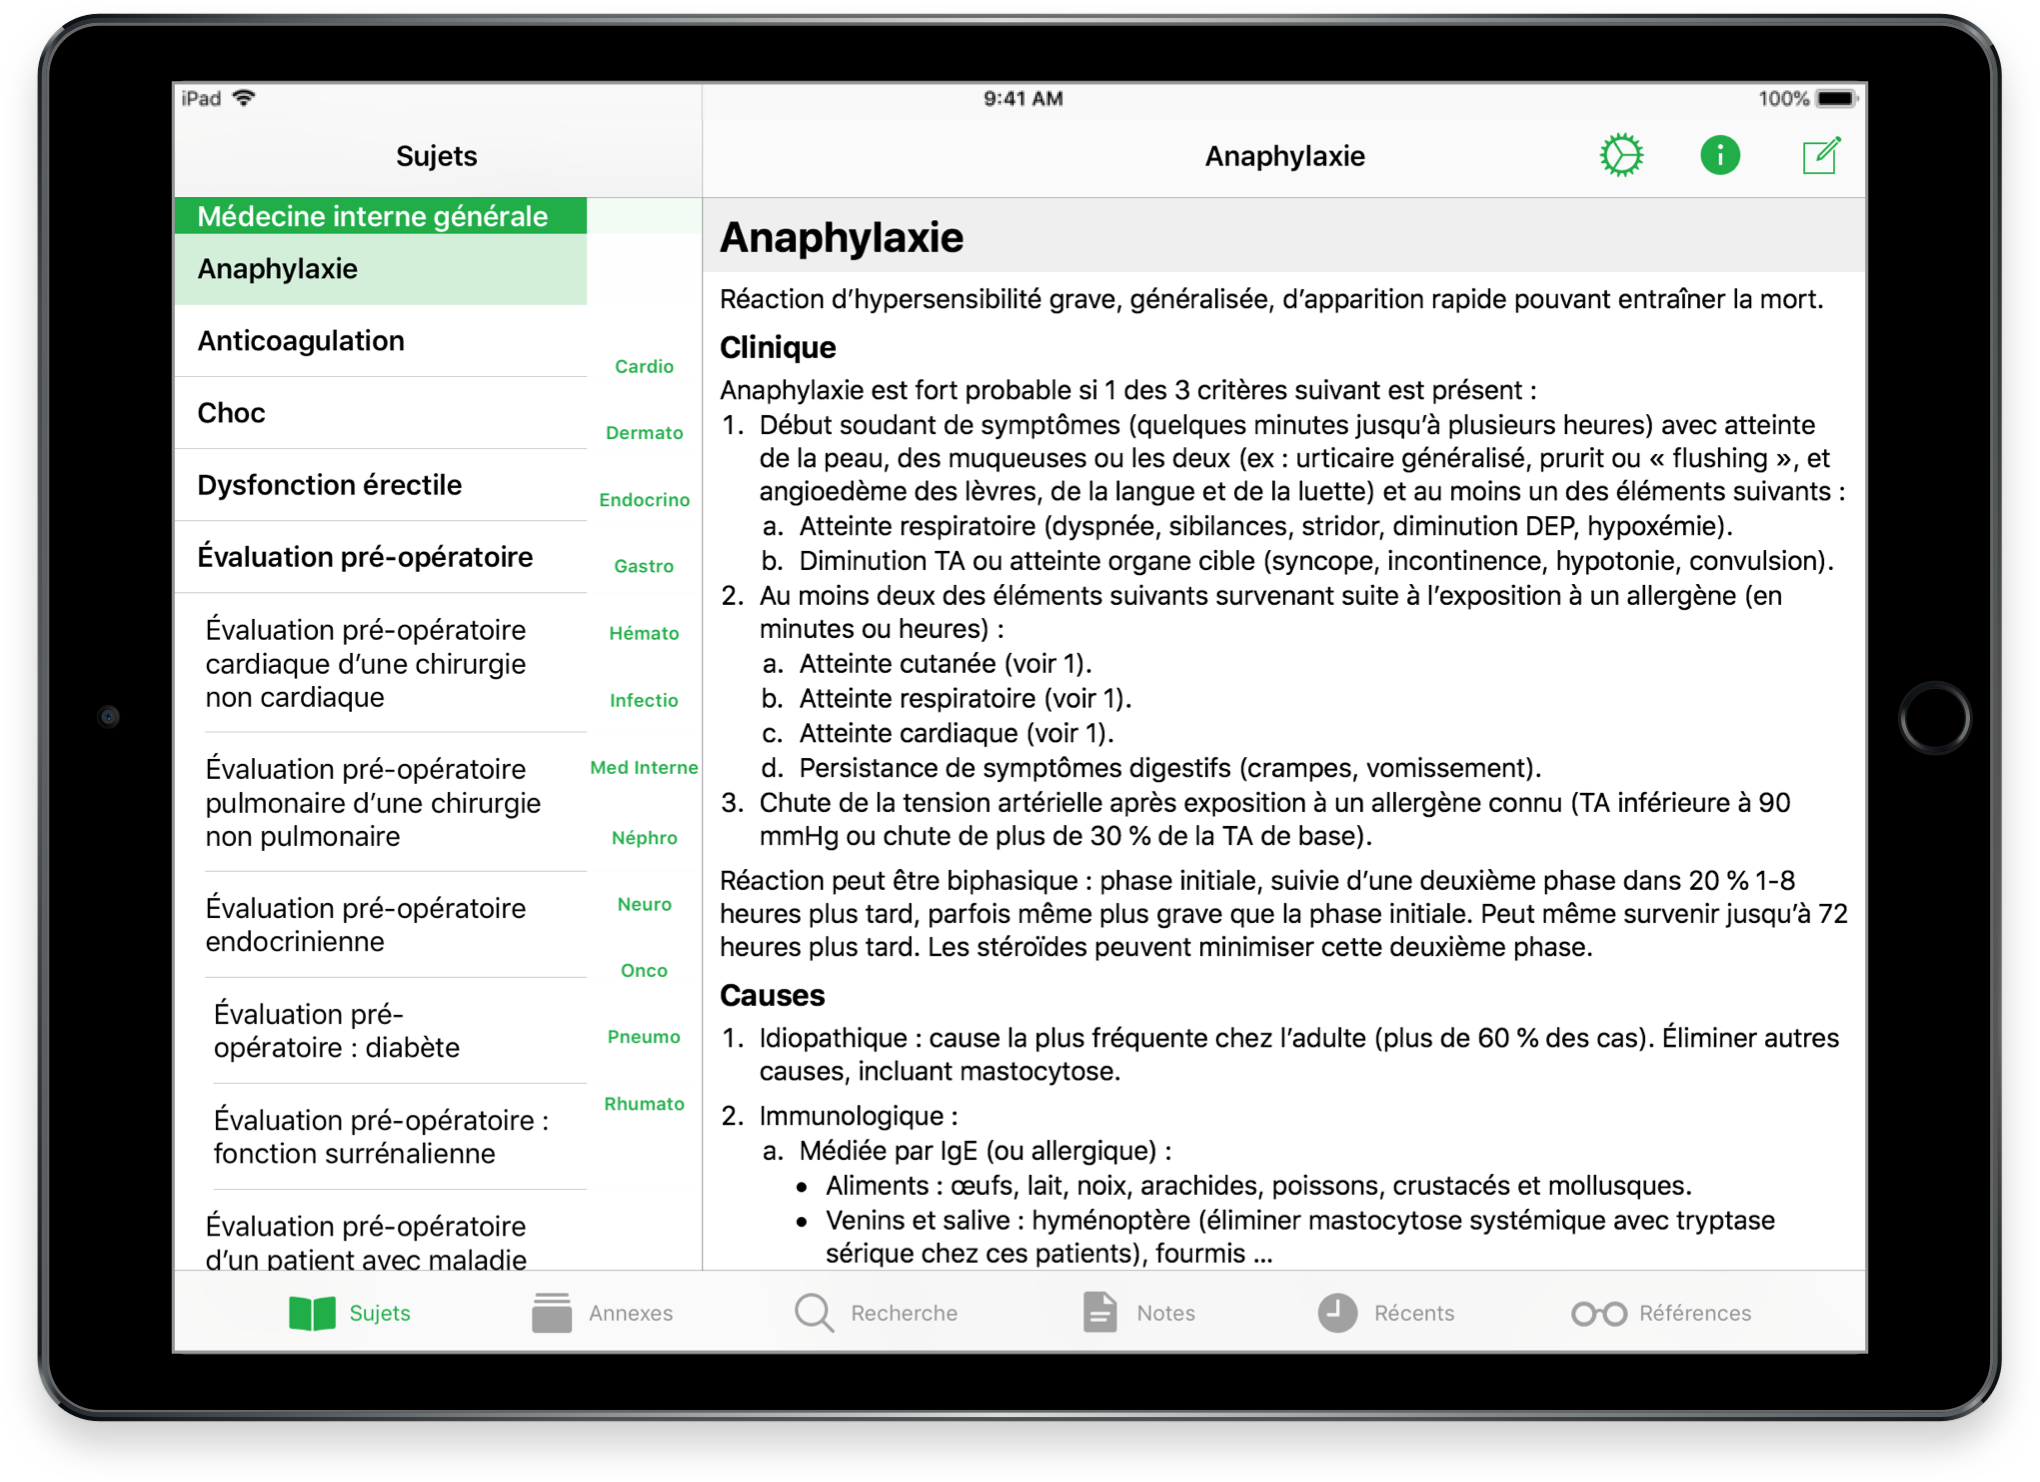 iPad
9:41 AM
100%
Sujets
Anaphylaxie
Médecine interne générale
Anaphylaxie
Anticoagulation
Choc
Dysfonction érectile
Évaluation pré-opératoire
Évaluation pré-opératoire
cardiaque d’une chirurgie
non cardiaque
Évaluation pré-opératoire
pulmonaire d’une chirurgie
non pulmonaire
Évaluation pré-opératoire
endocrinienne
Évaluation pré-
opératoire : diabète
Évaluation pré-opératoire :
fonction surrénalienne
Évaluation pré-opératoire
d’un patient avec maladie
Cardio
Dermato
Endocrino
Gastro
Hémato
Infectio
Med Interne
Néphro
Neuro
Onco
Pneumo
Rhumato
Anaphylaxie
Réaction d’hypersensibilité grave, généralisée, d’apparition rapide pouvant entraîner la mort.
Clinique
Anaphylaxie est fort probable si 1 des 3 critères suivant est présent :
1. Début soudant de symptômes (quelques minutes jusqu’à plusieurs heures) avec atteinte
de la peau, des muqueuses ou les deux (ex : urticaire généralisé, prurit ou « flushing », et
angioedème des lèvres, de la langue et de la luette) et au moins un des éléments suivants :
a. Atteinte respiratoire (dyspnée, sibilances, stridor, diminution DEP, hypoxémie).
b. Diminution TA ou atteinte organe cible (syncope, incontinence, hypotonie, convulsion).
2. Au moins deux des éléments suivants survenant suite à l’exposition à un allergène (en
minutes ou heures) :
a. Atteinte cutanée (voir 1).
b. Atteinte respiratoire (voir 1).
c. Atteinte cardiaque (voir 1).
d. Persistance de symptômes digestifs (crampes, vomissement).
3. Chute de la tension artérielle après exposition à un allergène connu (TA inférieure à 90
mmHg ou chute de plus de 30 % de la TA de base).
Réaction peut être biphasique : phase initiale, suivie d’une deuxième phase dans 20 % 1-8
heures plus tard, parfois même plus grave que la phase initiale. Peut même survenir jusqu’à 72
heures plus tard. Les stéroïdes peuvent minimiser cette deuxième phase.
Causes
1. Idiopathique : cause la plus fréquente chez l’adulte (plus de 60 % des cas). Éliminer autres
causes, incluant mastocytose.
2. Immunologique :
a. Médiée par IgE (ou allergique) :
• Aliments : œufs, lait, noix, arachides, poissons, crustacés et mollusques.
• Venins et salive : hyménoptère (éliminer mastocytose systémique avec tryptase
sérique chez ces patients), fourmis ...
Sujets
Annexes
Recherche
Notes
Récents
Références